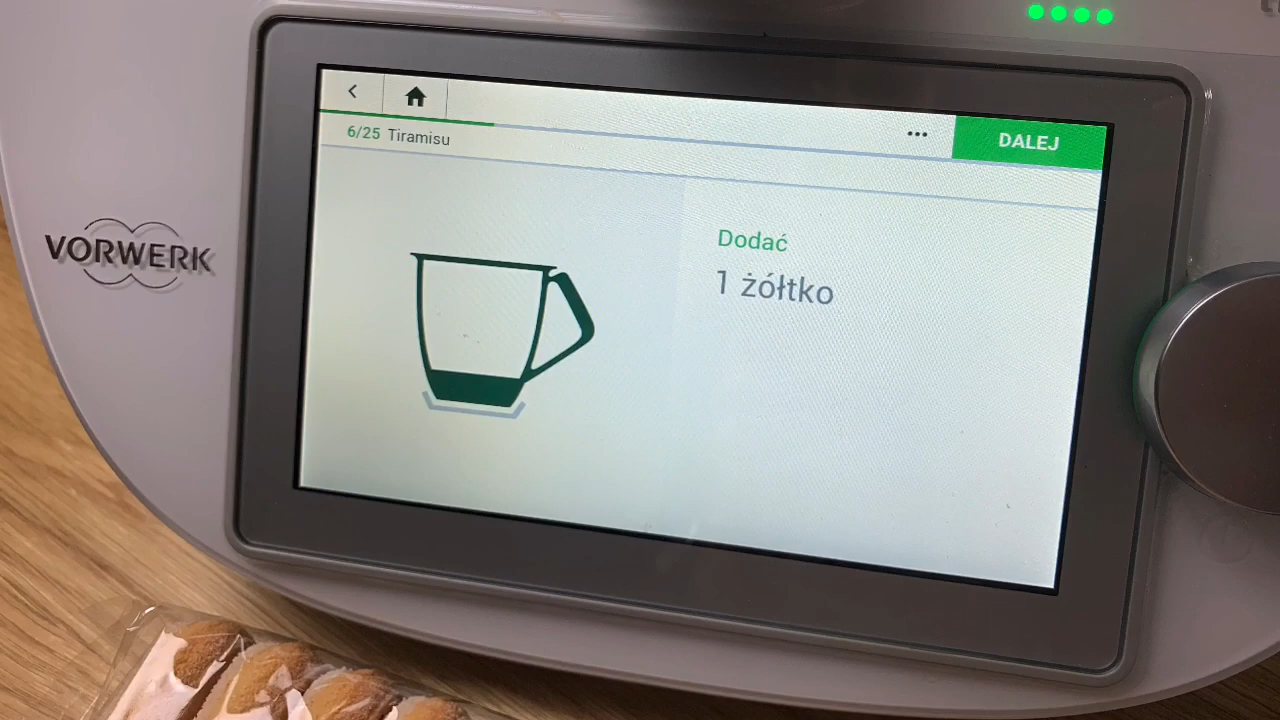 6/25 Tiramisu
DALEJ
VORWERK
Dodać
1 żółtko